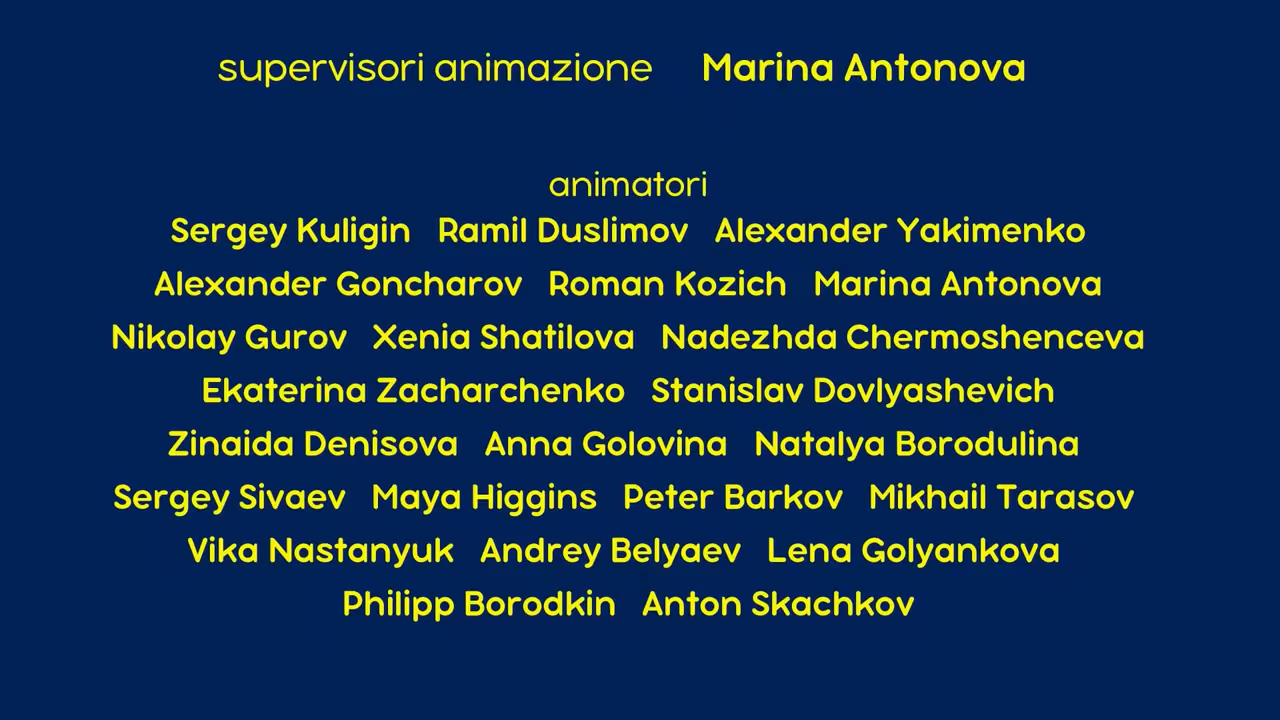 supervisori animazione Marina Antonova
animatori
Sergey Kuligin Ramil Duslimov Alexander Yakimenko
Alexander Goncharov Roman Kozich Marina Antonova
Nikolay Gurov Xenia Shatilova Nadezhda Chermoshenceva
Ekaterina Zacharchenko Stanislav Dovlyashevich
Zinaida Denisova Anna Golovina Natalya Borodulina
Sergey Sivaev Maya Higgins Peter Barkov Mikhail Tarasov
Vika Nastanyuk Andrey Belyaev Lena Golyankova
Philipp Borodkin Anton Skachkov